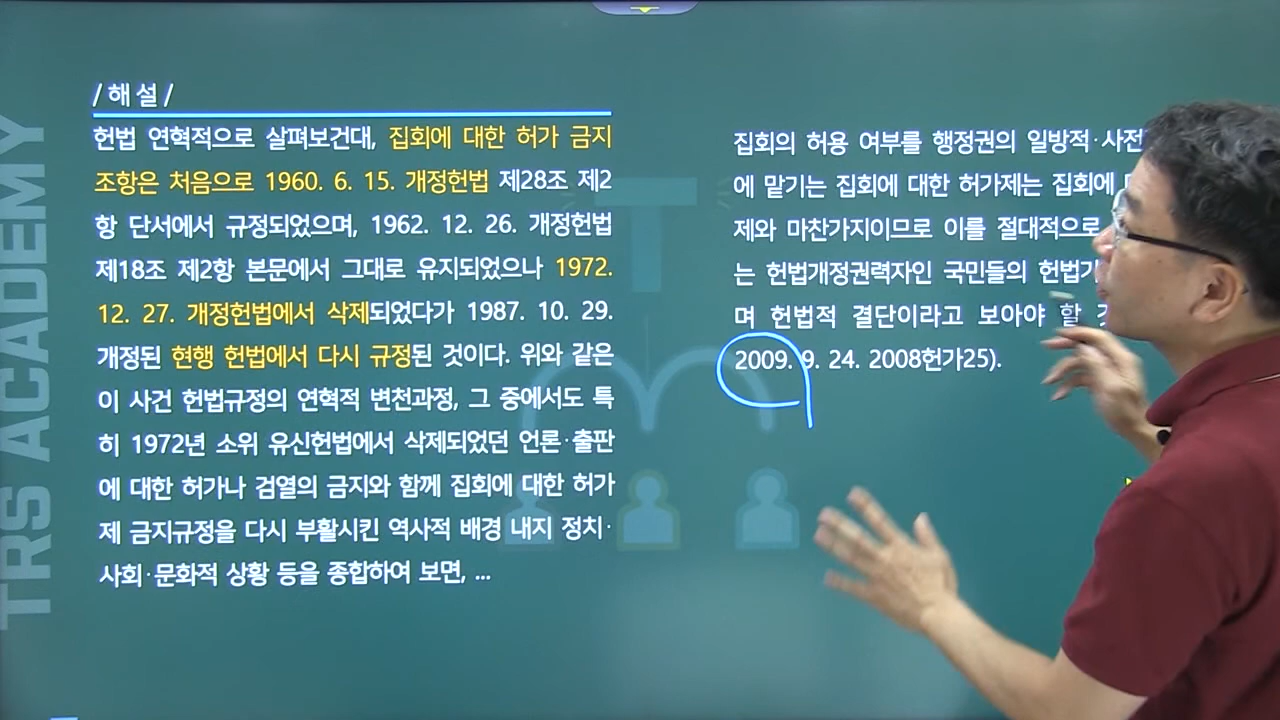 / 해 설 /
헌법 연혁적으로 살펴보건대, 집회에 대한 허가 금지
조항은 처음으로 1960. 6. 15. 개정헌법 제28조 제2
항 단서에서 규정되었으며, 1962. 12. 26. 개정헌법
제18조 제2항 본문에서 그대로 유지되었으나 1972.
12. 27. 개정헌법에서 삭제되었다가 1987. 10. 29.
개정된 현행 헌법에서 다시 규정된 것이다. 위와 같은
이 사건 헌법규정의 연혁적 변천과정, 그 중에서도 특
히 1972년 소위 유신헌법에서 삭제되었던 언론·출판
에 대한 허가나 검열의 금지와 함께 집회에 대한 허가
제 금지규정을 다시 부활시킨 역사적 배경 내지 정치·
사회·문화적 상황 등을 종합하여 보면, ...
집회의 허용 여부를 행정권의 일방적·사전
에 맡기는 집회에 대한 허가제는 집회에
제와 마찬가지이므로 이를 절대적으로
는 헌법개정권력자인 국민들의 헌법가
며 헌법적 결단이라고 보아야 할
2009. 9. 24. 2008헌가25).
TRS ACADEMY